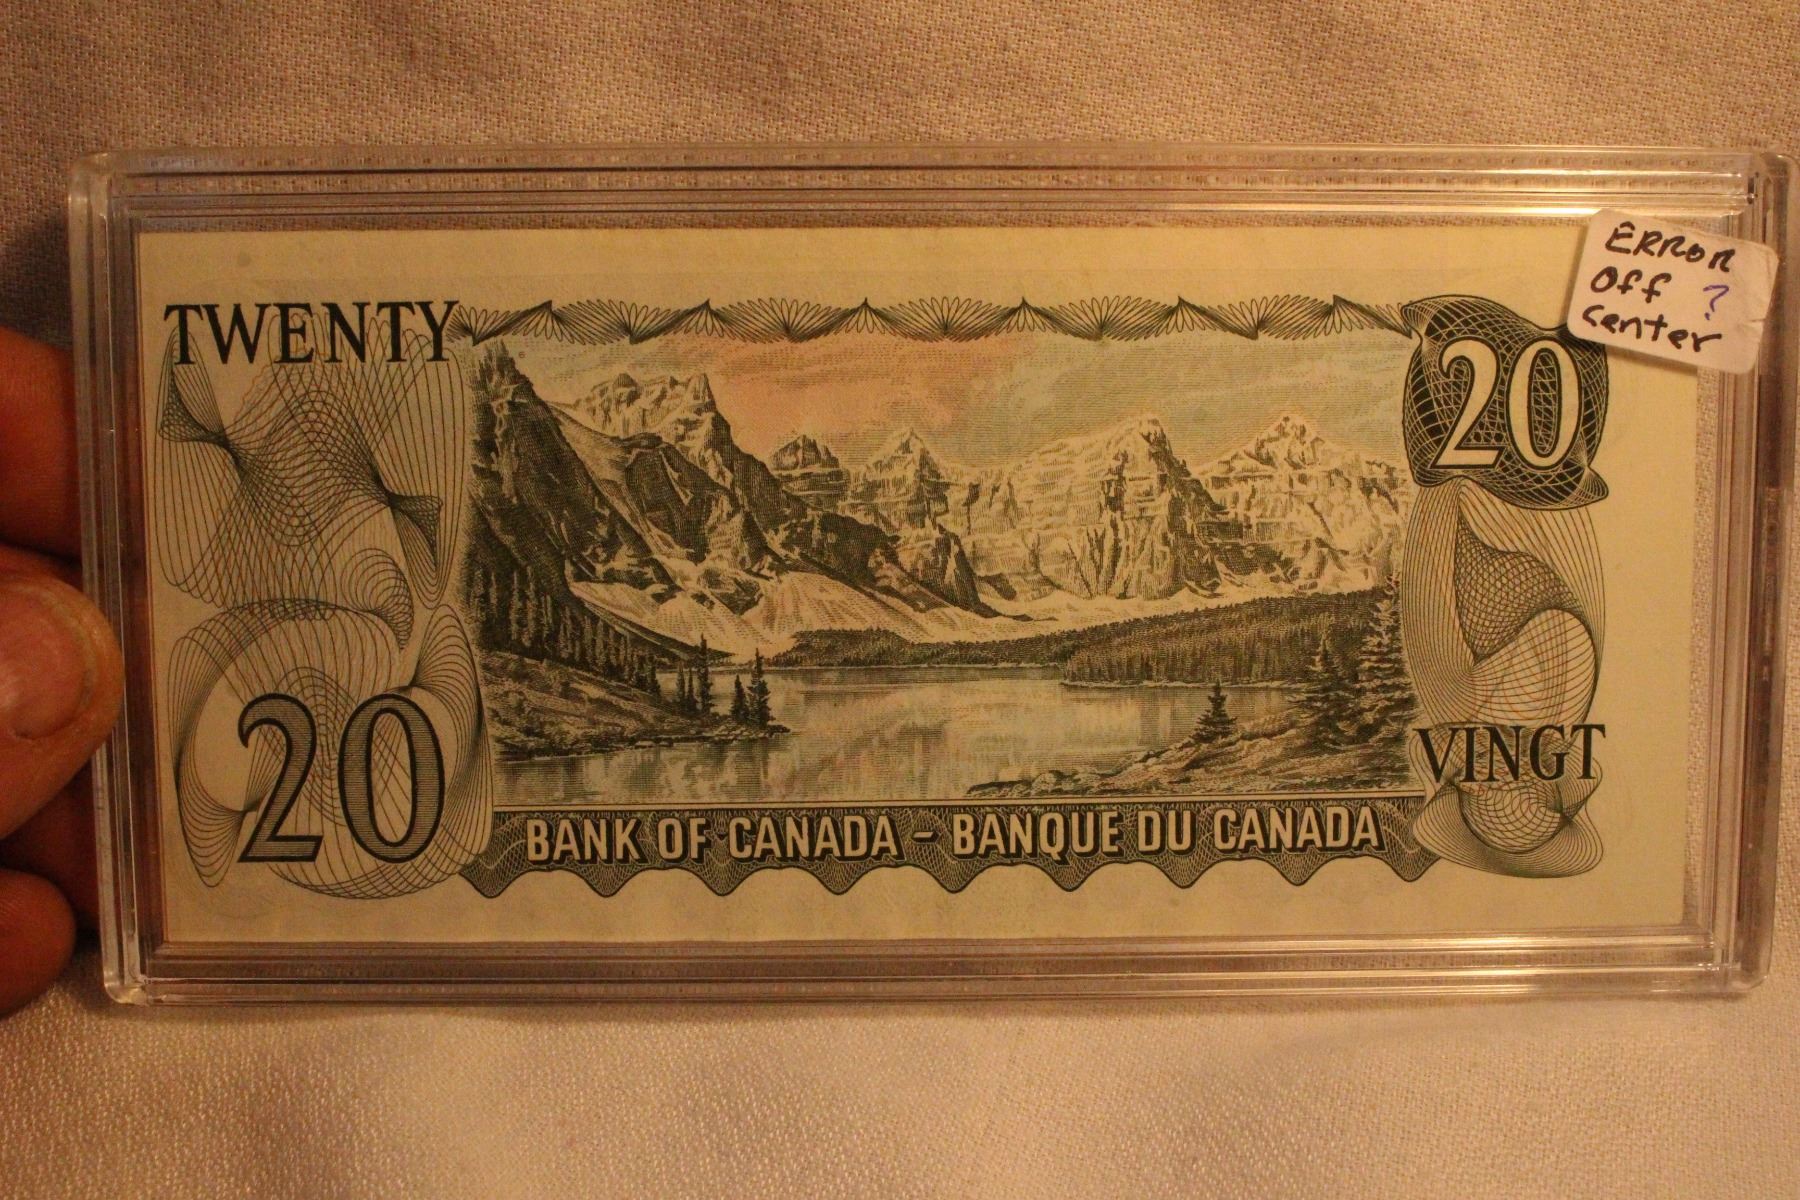 ERROR
Off ?
Center
TWENTY
20
20
VINGT
BANK OF CANADA – BANQUE DU CANADA